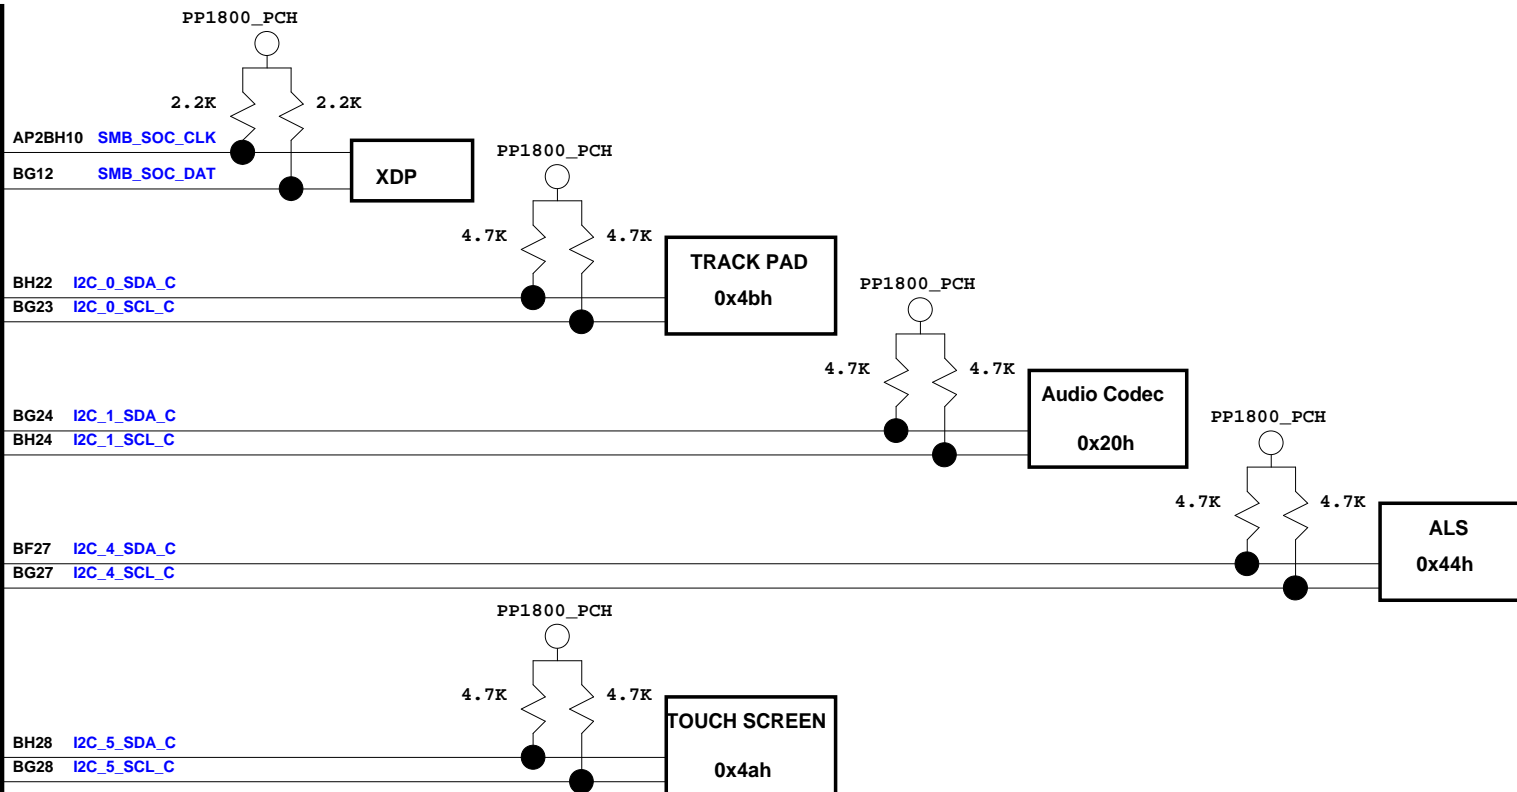 PP1800_PCH
2.2K 2.2K
AP2BH10 SMB_SOC_CLK
BG12 SMB_SOC_DAT
XDP
PP1800_PCH
4.7K 4.7K
TRACK PAD
0x4bh
BH22 I2C_0_SDA_C
BG23 I2C_0_SCL_C
PP1800_PCH
4.7K 4.7K
Audio Codec
0x20h
BG24 I2C_1_SDA_C
BH24 I2C_1_SCL_C
PP1800_PCH
4.7K 4.7K
ALS
0x44h
BF27 I2C_4_SDA_C
BG27 I2C_4_SCL_C
PP1800_PCH
4.7K 4.7K
TOUCH SCREEN
0x4ah
BH28 I2C_5_SDA_C
BG28 I2C_5_SCL_C